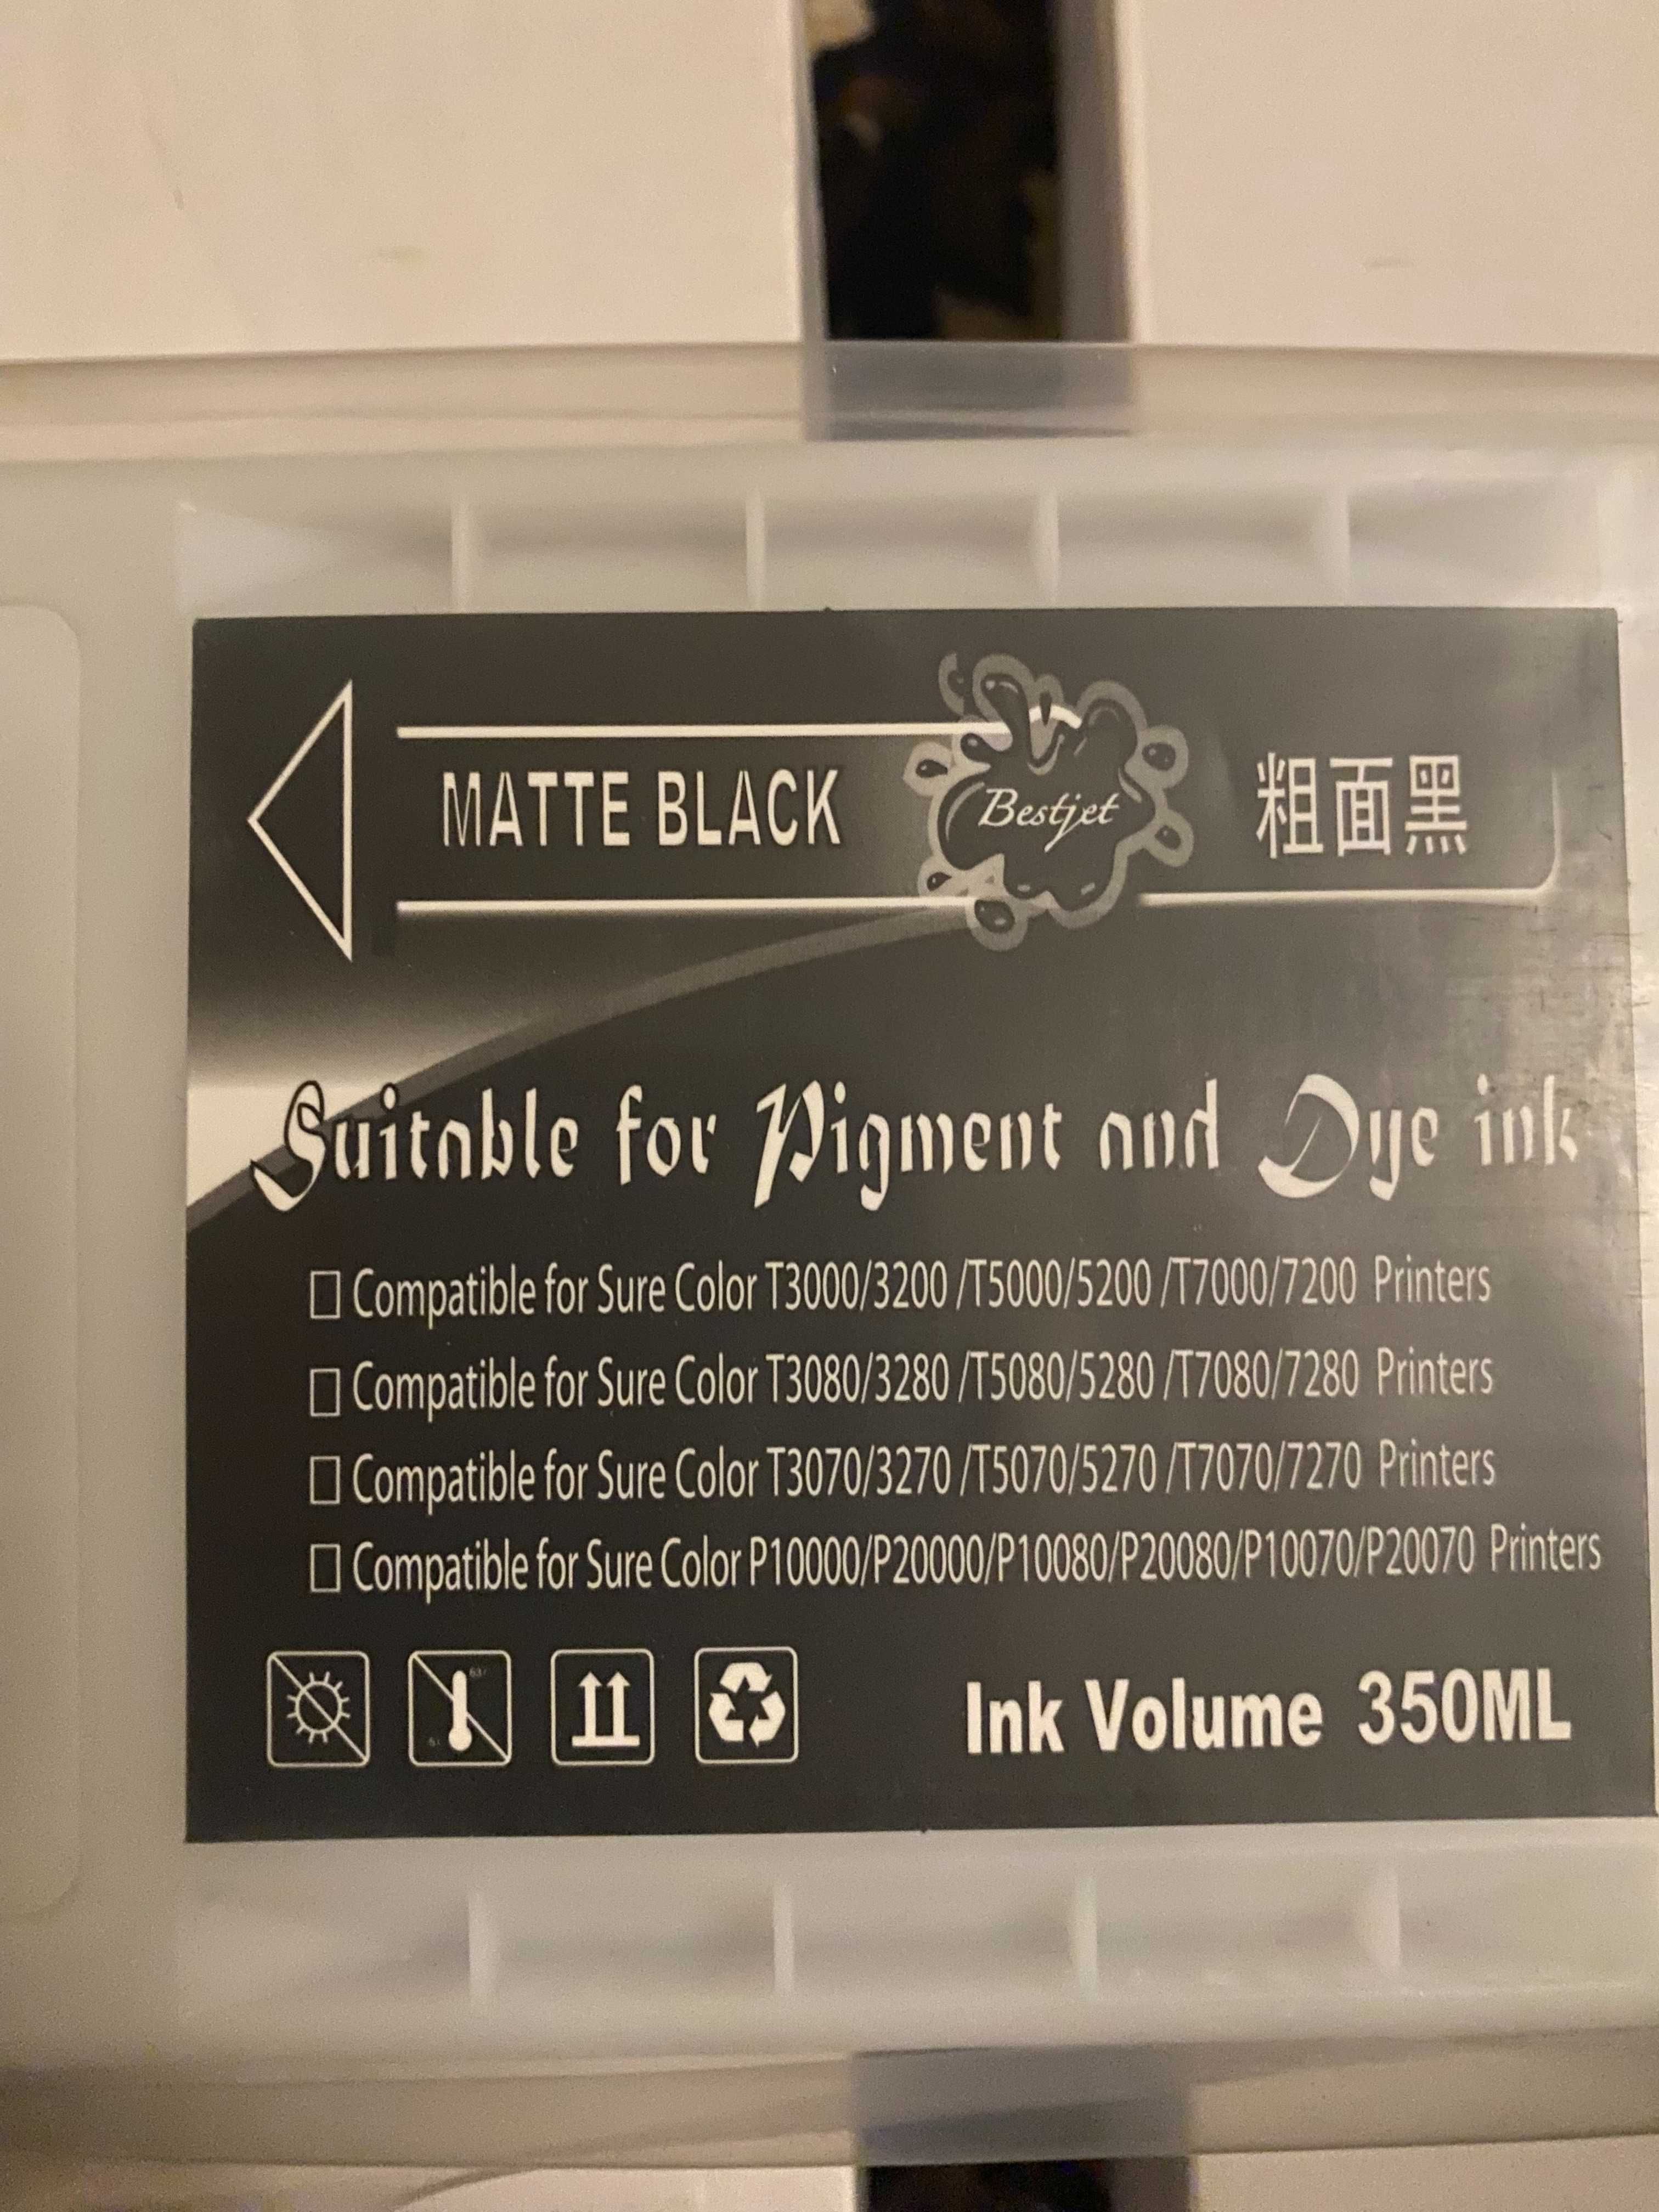 MATTE BLACK Bestjet 粗面黑
Suitable for Pigment and Dye ink
Compatible for Sure Color T3000/3200 /T5000/5200 /T7000/7200 Printers
Compatible for Sure Color T3080/3280 /T5080/5280 /T7080/7280 Printers
Compatible for Sure Color T3070/3270 /T5070/5270 /T7070/7270 Printers
Compatible for Sure Color P10000/P20000/P10080/P20080/P10070/P20070 Printers
Ink Volume 350ML